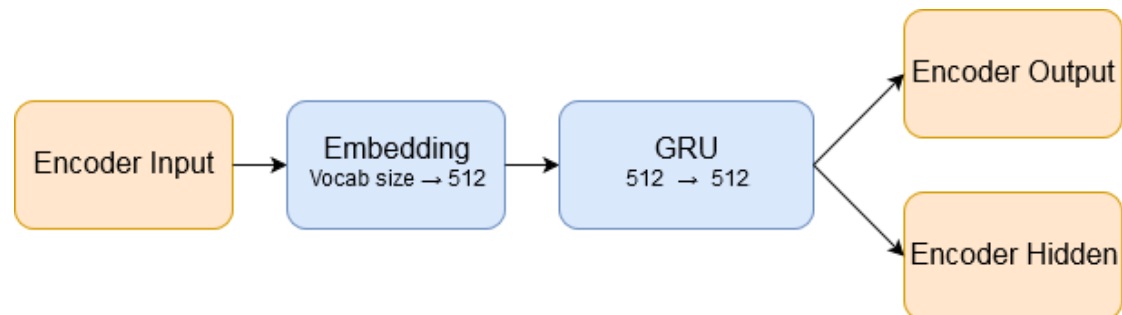 Encoder Input
Embedding
Vocab size → 512
GRU
512 → 512
Encoder Output
Encoder Hidden